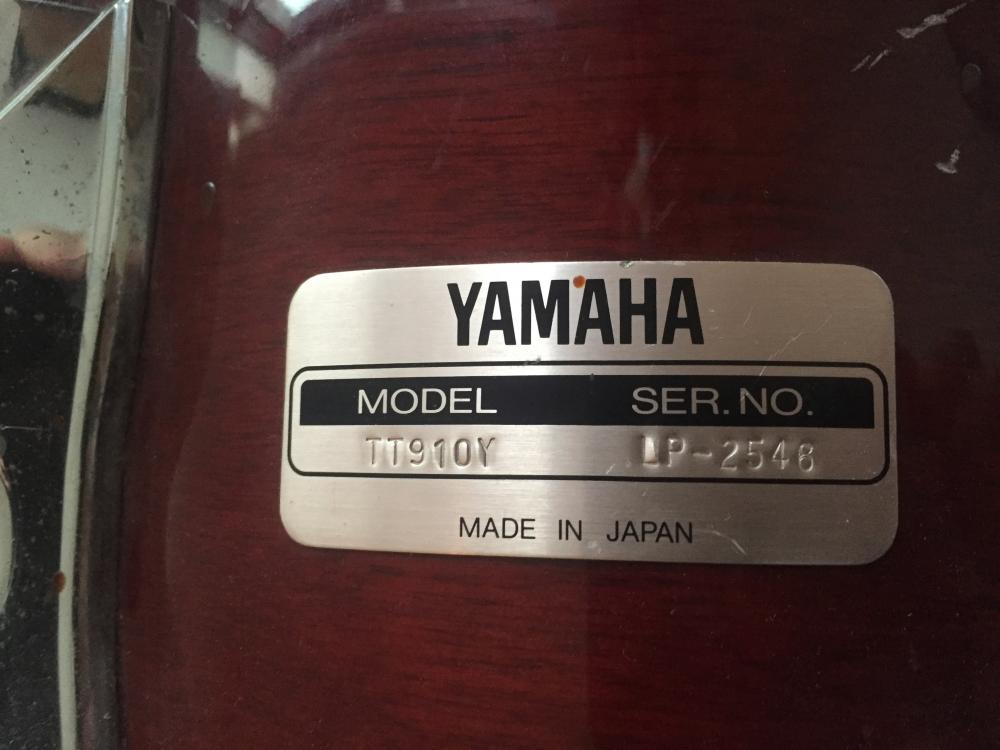 YAMAHA
MODEL SER. NO.
TT910Y LP-2546
MADE IN JAPAN